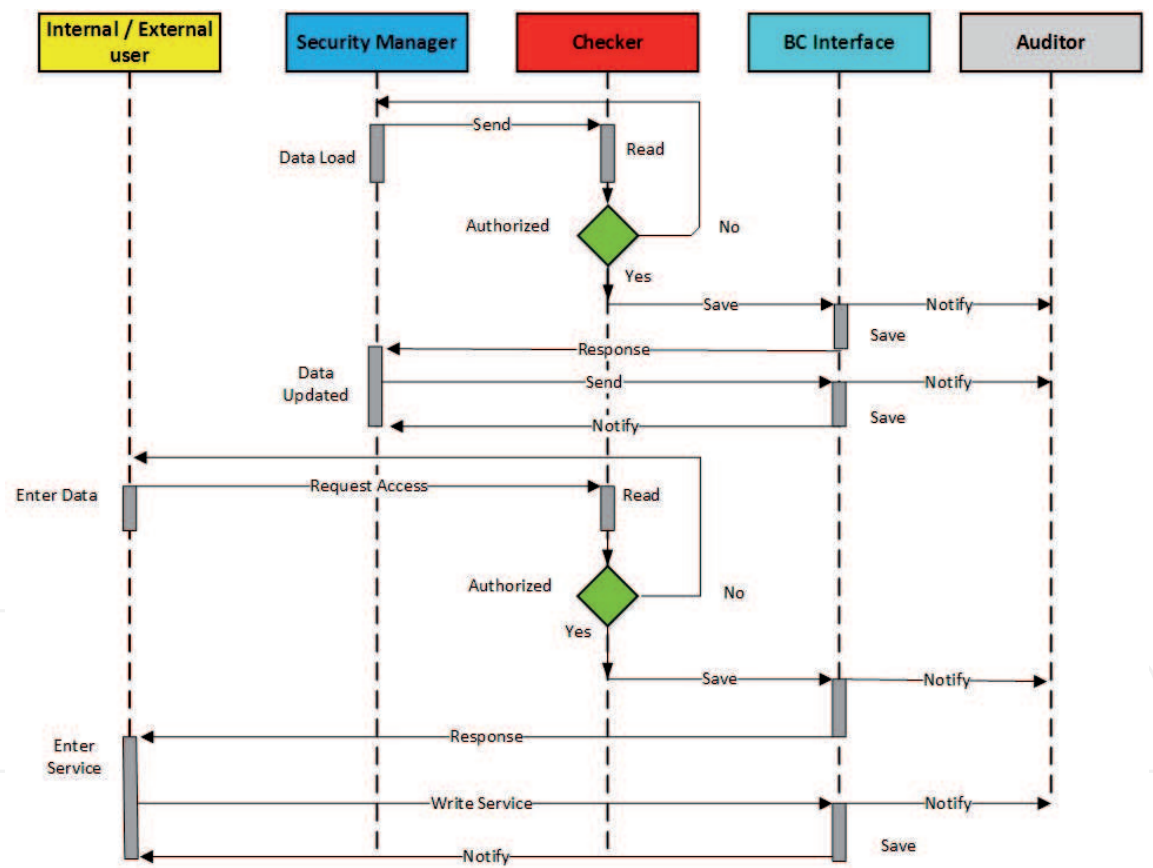 Internal / External
user
Security Manager
Checker
BC Interface
Auditor
Send
Data Load
Read
Authorized
No
Yes
Save
Notify
Save
Response
Data
Updated
Send
Notify
Save
Notify
Enter Data
Request Access
Read
Authorized
No
Yes
Save
Notify
Response
Enter
Service
Write Service
Notify
Save
Notify